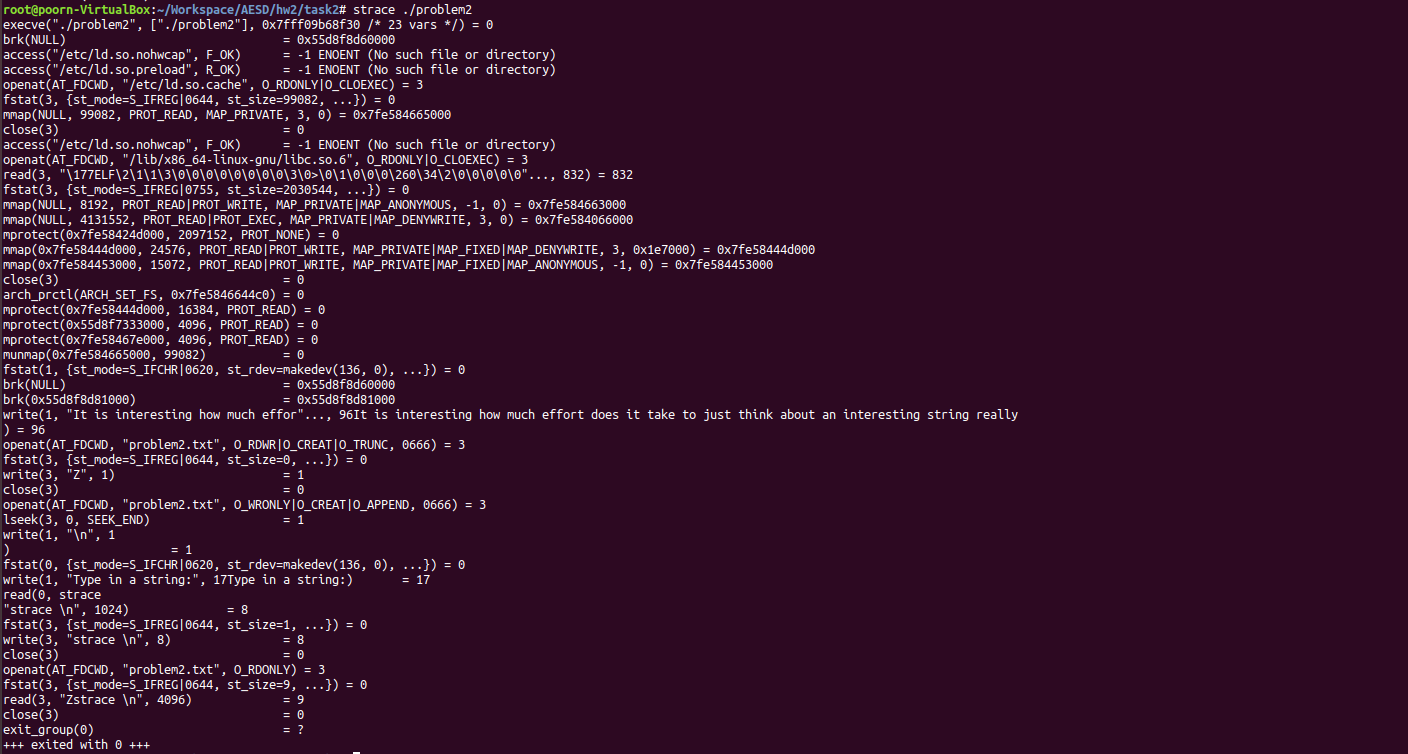 root@poorn-VirtualBox:~/Workspace/AESD/hw2/task2# strace ./problem2
execve("./problem2", ["./problem2"], 0x7fff09b68f30 /* 23 vars */) = 0
brk(NULL)                               = 0x55d8f8d60000
access("/etc/ld.so.nohwcap", F_OK)      = -1 ENOENT (No such file or directory)
access("/etc/ld.so.preload", R_OK)      = -1 ENOENT (No such file or directory)
openat(AT_FDCWD, "/etc/ld.so.cache", O_RDONLY|O_CLOEXEC) = 3
fstat(3, {st_mode=S_IFREG|0644, st_size=99082, ...}) = 0
mmap(NULL, 99082, PROT_READ, MAP_PRIVATE, 3, 0) = 0x7fe584665000
close(3)                                = 0
access("/etc/ld.so.nohwcap", F_OK)      = -1 ENOENT (No such file or directory)
openat(AT_FDCWD, "/lib/x86_64-linux-gnu/libc.so.6", O_RDONLY|O_CLOEXEC) = 3
read(3, "\177ELF\2\1\1\3\0\0\0\0\0\0\0\0\3\0>\0\1\0\0\0\260\34\2\0\0\0\0\0"..., 832) = 832
fstat(3, {st_mode=S_IFREG|0755, st_size=2030544, ...}) = 0
mmap(NULL, 8192, PROT_READ|PROT_WRITE, MAP_PRIVATE|MAP_ANONYMOUS, -1, 0) = 0x7fe584663000
mmap(NULL, 4131552, PROT_READ|PROT_EXEC, MAP_PRIVATE|MAP_DENYWRITE, 3, 0) = 0x7fe584066000
mprotect(0x7fe58424d000, 2097152, PROT_NONE) = 0
mmap(0x7fe58444d000, 24576, PROT_READ|PROT_WRITE, MAP_PRIVATE|MAP_FIXED|MAP_DENYWRITE, 3, 0x1e7000) = 0x7fe58444d000
mmap(0x7fe584453000, 15072, PROT_READ|PROT_WRITE, MAP_PRIVATE|MAP_FIXED|MAP_ANONYMOUS, -1, 0) = 0x7fe584453000
close(3)                                = 0
arch_prctl(ARCH_SET_FS, 0x7fe5846644c0) = 0
mprotect(0x7fe58444d000, 16384, PROT_READ) = 0
mprotect(0x55d8f7333000, 4096, PROT_READ) = 0
mprotect(0x7fe58467e000, 4096, PROT_READ) = 0
munmap(0x7fe584665000, 99082)           = 0
fstat(1, {st_mode=S_IFCHR|0620, st_rdev=makedev(136, 0), ...}) = 0
brk(NULL)                               = 0x55d8f8d60000
brk(0x55d8f8d81000)                     = 0x55d8f8d81000
write(1, "It is interesting how much effor"..., 96It is interesting how much effort does it take to just think about an interesting string really
) = 96
openat(AT_FDCWD, "problem2.txt", O_RDWR|O_CREAT|O_TRUNC, 0666) = 3
fstat(3, {st_mode=S_IFREG|0644, st_size=0, ...}) = 0
write(3, "Z", 1)                        = 1
close(3)                                = 0
openat(AT_FDCWD, "problem2.txt", O_WRONLY|O_CREAT|O_APPEND, 0666) = 3
lseek(3, 0, SEEK_END)                   = 1
write(1, "\n", 1
)                       = 1
fstat(0, {st_mode=S_IFCHR|0620, st_rdev=makedev(136, 0), ...}) = 0
write(1, "Type in a string:", 17Type in a string:)       = 17
read(0, strace
"strace \n", 1024)              = 8
fstat(3, {st_mode=S_IFREG|0644, st_size=1, ...}) = 0
write(3, "strace \n", 8)                = 8
close(3)                                = 0
openat(AT_FDCWD, "problem2.txt", O_RDONLY) = 3
fstat(3, {st_mode=S_IFREG|0644, st_size=9, ...}) = 0
read(3, "Zstrace \n", 4096)             = 9
close(3)                                = 0
exit_group(0)                           = ?
+++ exited with 0 +++